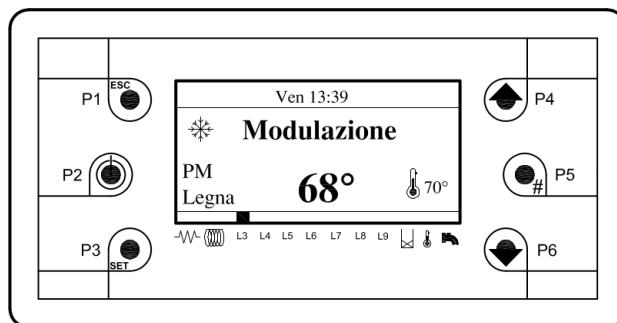 Ven 13:39
ESC
P1
P4
Modulazione
P2
PM
68°
70°
P5
#
Legna
L3 L4 L5 L6 L7 L8 L9
P3
SET
P6